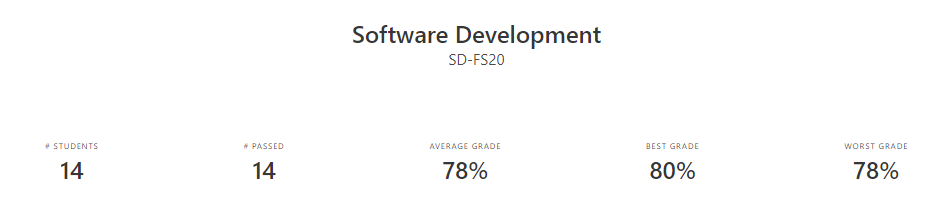 Software Development
SD-FS20
# STUDENTS # PASSED AVERAGE GRADE BEST GRADE WORST GRADE
14 14 78% 80% 78%